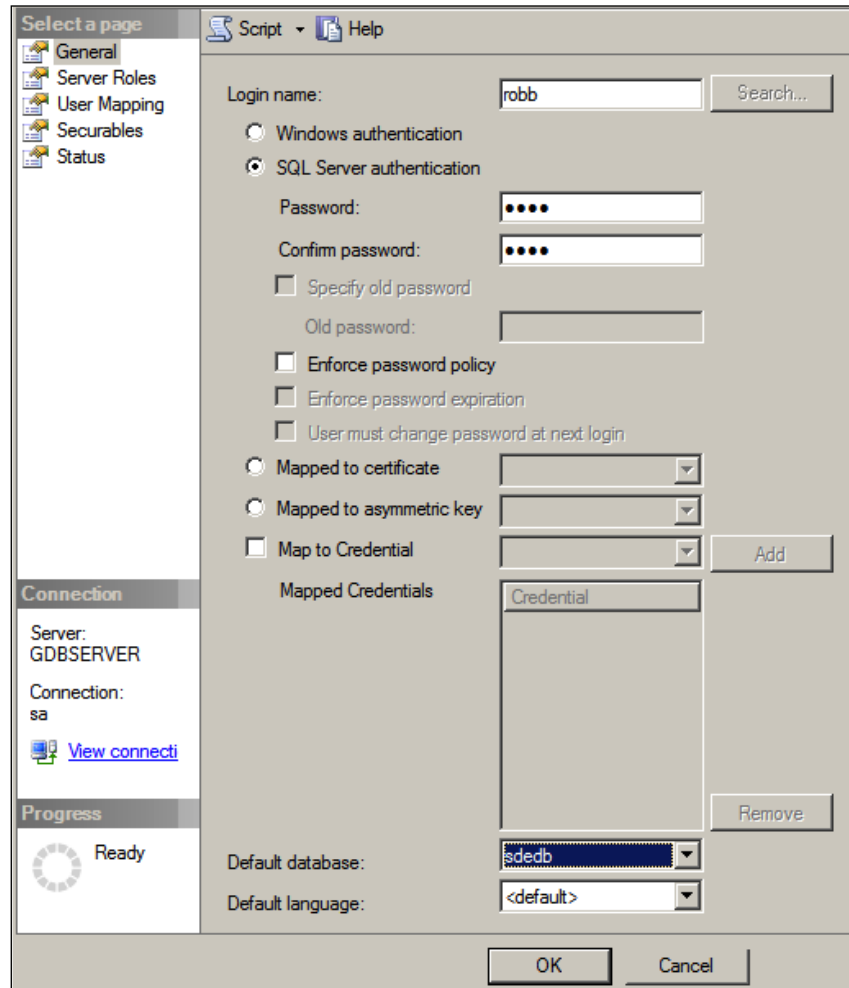 Select a page
General
Server Roles
User Mapping
Securables
Status
Script Help
Login name: robb Search...
Windows authentication
SQL Server authentication
Password: ●●●●
Confirm password: ●●●●
Specify old password
Old password:
Enforce password policy
Enforce password expiration
User must change password at next login
Mapped to certificate
Mapped to asymmetric key
Map to Credential Add
Mapped Credentials Credential
Remove
Default database: sdedb
Default language: <default>
Connection
Server:
GDBSERVER
Connection:
sa
View connecti
Progress
Ready
OK Cancel